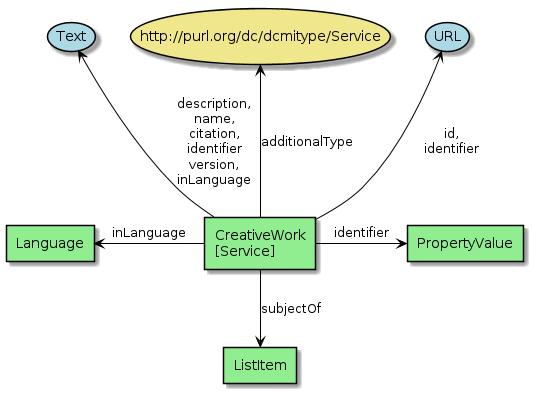 Text
http://purl.org/dc/dcmitype/Service
URL
description,
name,
citation,
identifier
version,
inLanguage
additionalType
id,
identifier
Language
inLanguage
CreativeWork
[Service]
identifier
PropertyValue
subjectOf
ListItem